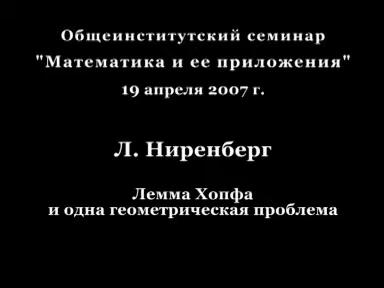 Общеинститутский семинар
"Математика и ее приложения"
19 апреля 2007 г.
Л. Ниренберг
Лемма Хопфа
и одна геометрическая проблема